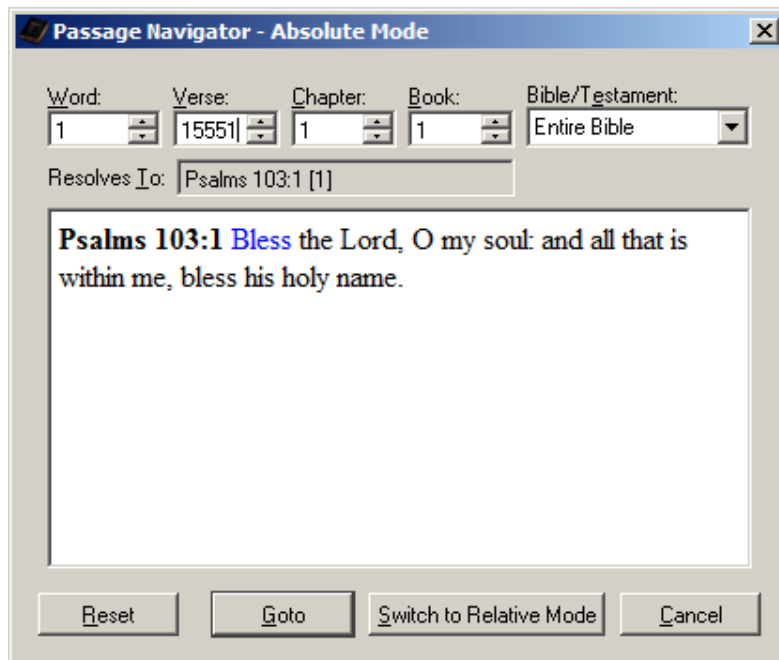 Passage Navigator - Absolute Mode
Word: Verse: Chapter: Book: Bible/Testament:
1 15551 1 1 Entire Bible
Resolves To: Psalms 103:1 [1]
Psalms 103:1 Bless the Lord, O my soul: and all that is
within me, bless his holy name.
Reset Goto Switch to Relative Mode Cancel